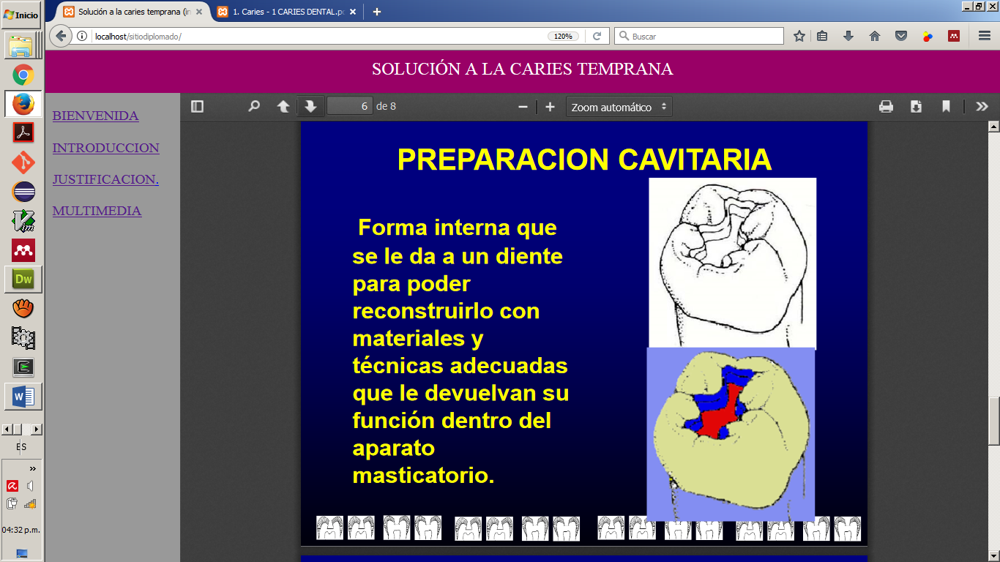 Inicio
Solución a la caries temprana (in
1. Caries - 1 CARIES DENTAL.pd
localhost/sitiodiplomado/
120%
Buscar
SOLUCIÓN A LA CARIES TEMPRANA
BIENVENIDA
INTRODUCCION
JUSTIFICACION.
MULTIMEDIA
6 de 8
Zoom automático
PREPARACION CAVITARIA
Forma interna que
se le da a un diente
para poder
reconstruirlo con
materiales y
técnicas adecuadas
que le devuelvan su
función dentro del
aparato
masticatorio.
Dw
W
ES
04:32 p.m.